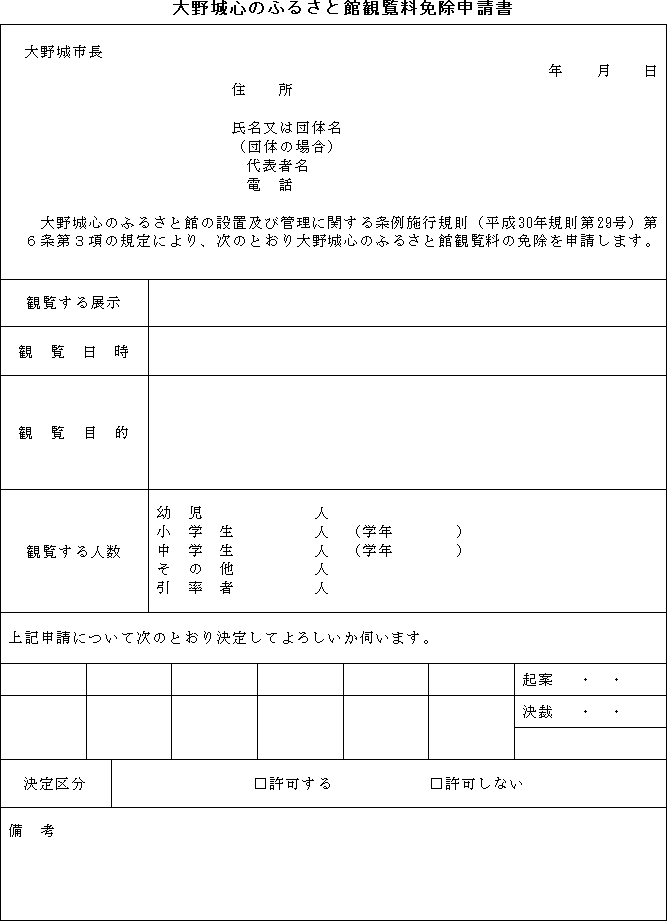 大野城心のふるさと館観覧料免除申請書
大野城市長
年　　月　　日
住　　所
氏名又は団体名
（団体の場合）
代表者名
電　話
大野城心のふるさと館の設置及び管理に関する条例施行規則（平成30年規則第29号）第
６条第３項の規定により、次のとおり大野城心のふるさと館観覧料の免除を申請します。
観覧する展示
観　覧　日　時
観　覧　目　的
観覧する人数
幼　児　　　　　　　人
小　学　生　　　　　人　（学年　　　　）
中　学　生　　　　　人　（学年　　　　）
そ　の　他　　　　　人
引　率　者　　　　　人
上記申請について次のとおり決定してよろしいか伺います。
起案　・　・
決裁　・　・
決定区分　□許可する　　□許可しない
備　考